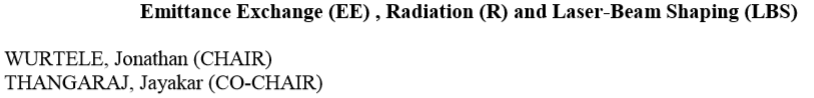 Emittance Exchange (EE) , Radiation (R) and Laser-Beam Shaping (LBS)
WURTELE, Jonathan (CHAIR)
THANGARAJ, Jayakar (CO-CHAIR)